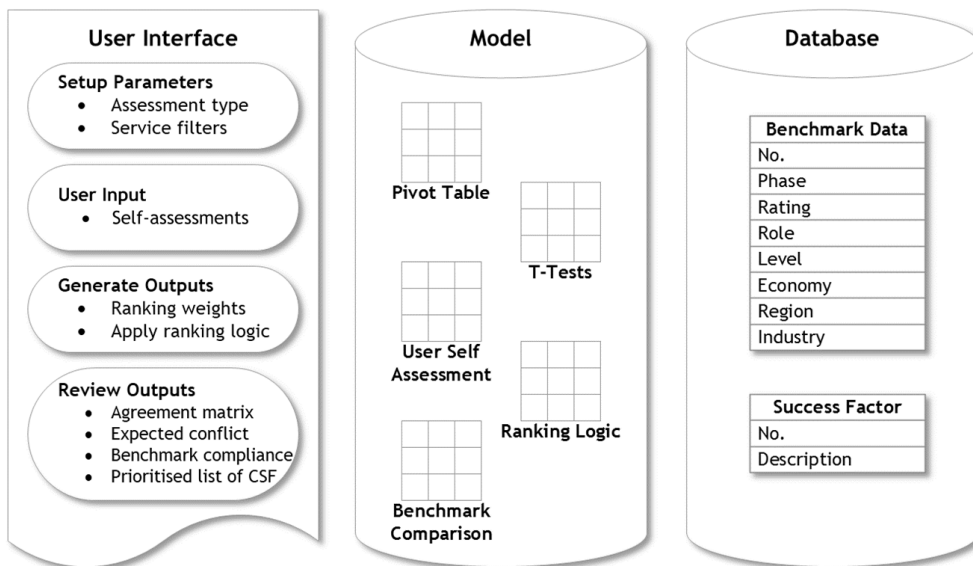 User Interface
Setup Parameters
• Assessment type
• Service filters
User Input
• Self-assessments
Generate Outputs
• Ranking weights
• Apply ranking logic
Review Outputs
• Agreement matrix
• Expected conflict
• Benchmark compliance
• Prioritised list of CSF
Model
Pivot Table
T-Tests
User Self
Assessment
Ranking Logic
Benchmark
Comparison
Database
Benchmark Data
No.
Phase
Rating
Role
Level
Economy
Region
Industry
Success Factor
No.
Description